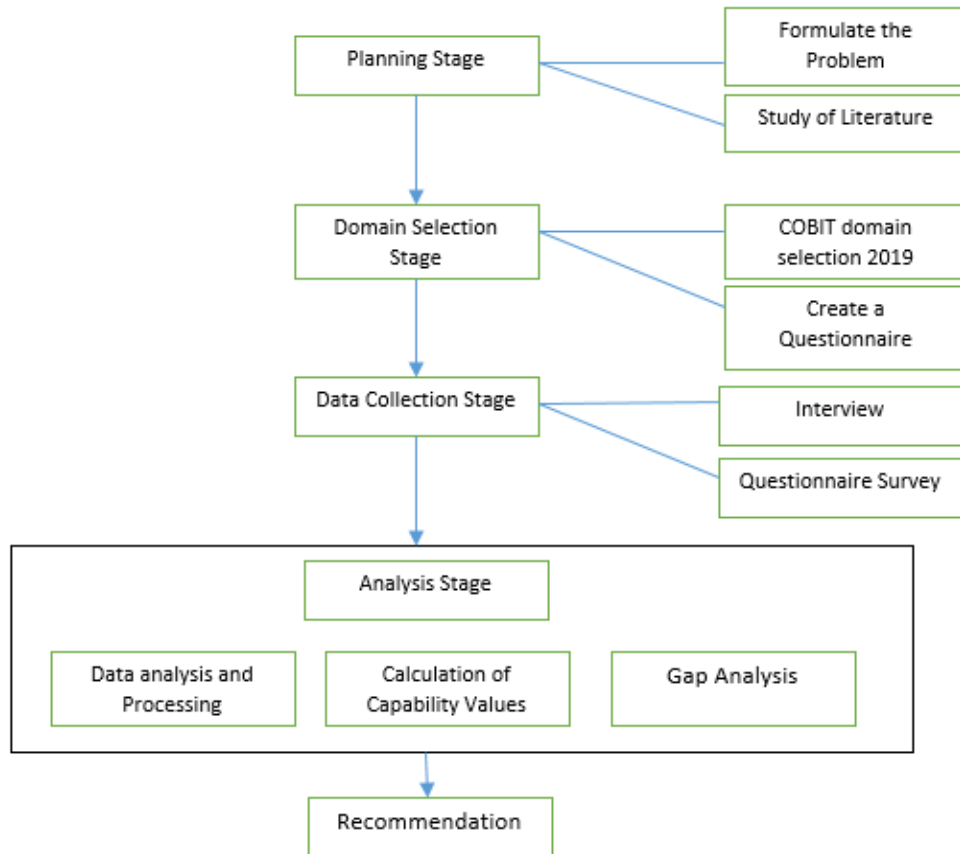 Planning Stage
Formulate the
Problem
Study of Literature
Domain Selection
Stage
COBIT domain
selection 2019
Create a
Questionnaire
Data Collection Stage
Interview
Questionnaire Survey
Analysis Stage
Data analysis and
Processing
Calculation of
Capability Values
Gap Analysis
Recommendation